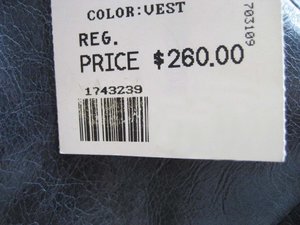 COLOR:VEST
REG.
PRICE $260.00
1743239
703109